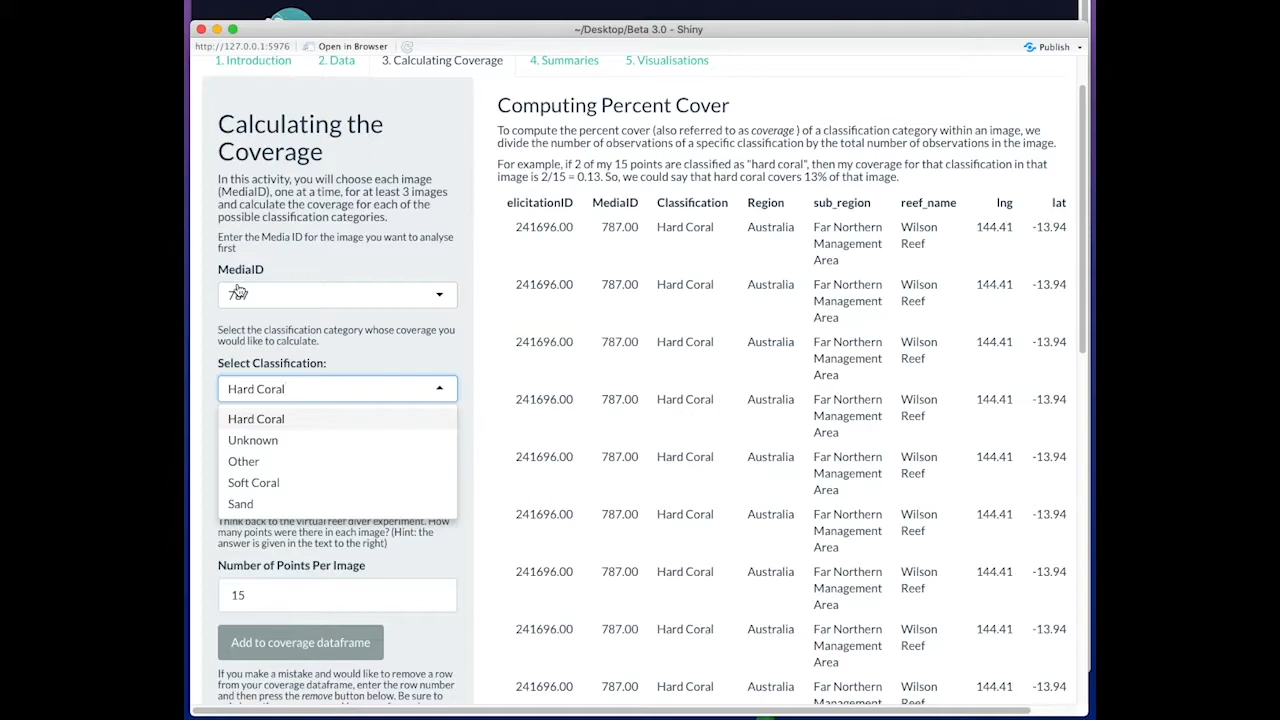 ~/Desktop/Beta 3.0 - Shiny
http://127.0.0.1:5976 Open in Browser Publish
1. Introduction 2. Data 3. Calculating Coverage 4. Summaries 5. Visualisations
Calculating the
Coverage
In this activity, you will choose each image
(MediaID), one at a time, for at least 3 images
and calculate the coverage for each of the
possible classification categories.
Enter the Media ID for the image you want to analyse
first
MediaID
787
Select the classification category whose coverage you
would like to calculate.
Select Classification:
Hard Coral
Hard Coral
Unknown
Other
Soft Coral
Sand
Think back to the virtual reef diver experiment. How
many points were there in each image? (Hint: the
answer is given in the text to the right)
Number of Points Per Image
15
Add to coverage dataframe
If you make a mistake and would like to remove a row
from your coverage dataframe, enter the row number
and then press the remove button below. Be sure to
Computing Percent Cover
To compute the percent cover (also referred to as coverage ) of a classification category within an image, we
divide the number of observations of a specific classification by the total number of observations in the image.
For example, if 2 of my 15 points are classified as "hard coral", then my coverage for that classification in that
image is 2/15 = 0.13. So, we could say that hard coral covers 13% of that image.
elicitationID MediaID Classification Region sub_region reef_name lng lat
241696.00 787.00 Hard Coral Australia Far Northern Wilson 144.41 -13.94
Management Reef
Area
241696.00 787.00 Hard Coral Australia Far Northern Wilson 144.41 -13.94
Management Reef
Area
241696.00 787.00 Hard Coral Australia Far Northern Wilson 144.41 -13.94
Management Reef
Area
241696.00 787.00 Hard Coral Australia Far Northern Wilson 144.41 -13.94
Management Reef
Area
241696.00 787.00 Hard Coral Australia Far Northern Wilson 144.41 -13.94
Management Reef
Area
241696.00 787.00 Hard Coral Australia Far Northern Wilson 144.41 -13.94
Management Reef
Area
241696.00 787.00 Hard Coral Australia Far Northern Wilson 144.41 -13.94
Management Reef
Area
241696.00 787.00 Hard Coral Australia Far Northern Wilson 144.41 -13.94
Management Reef
Area
241696.00 787.00 Hard Coral Australia Far Northern Wilson 144.41 -13.94
Management Reef